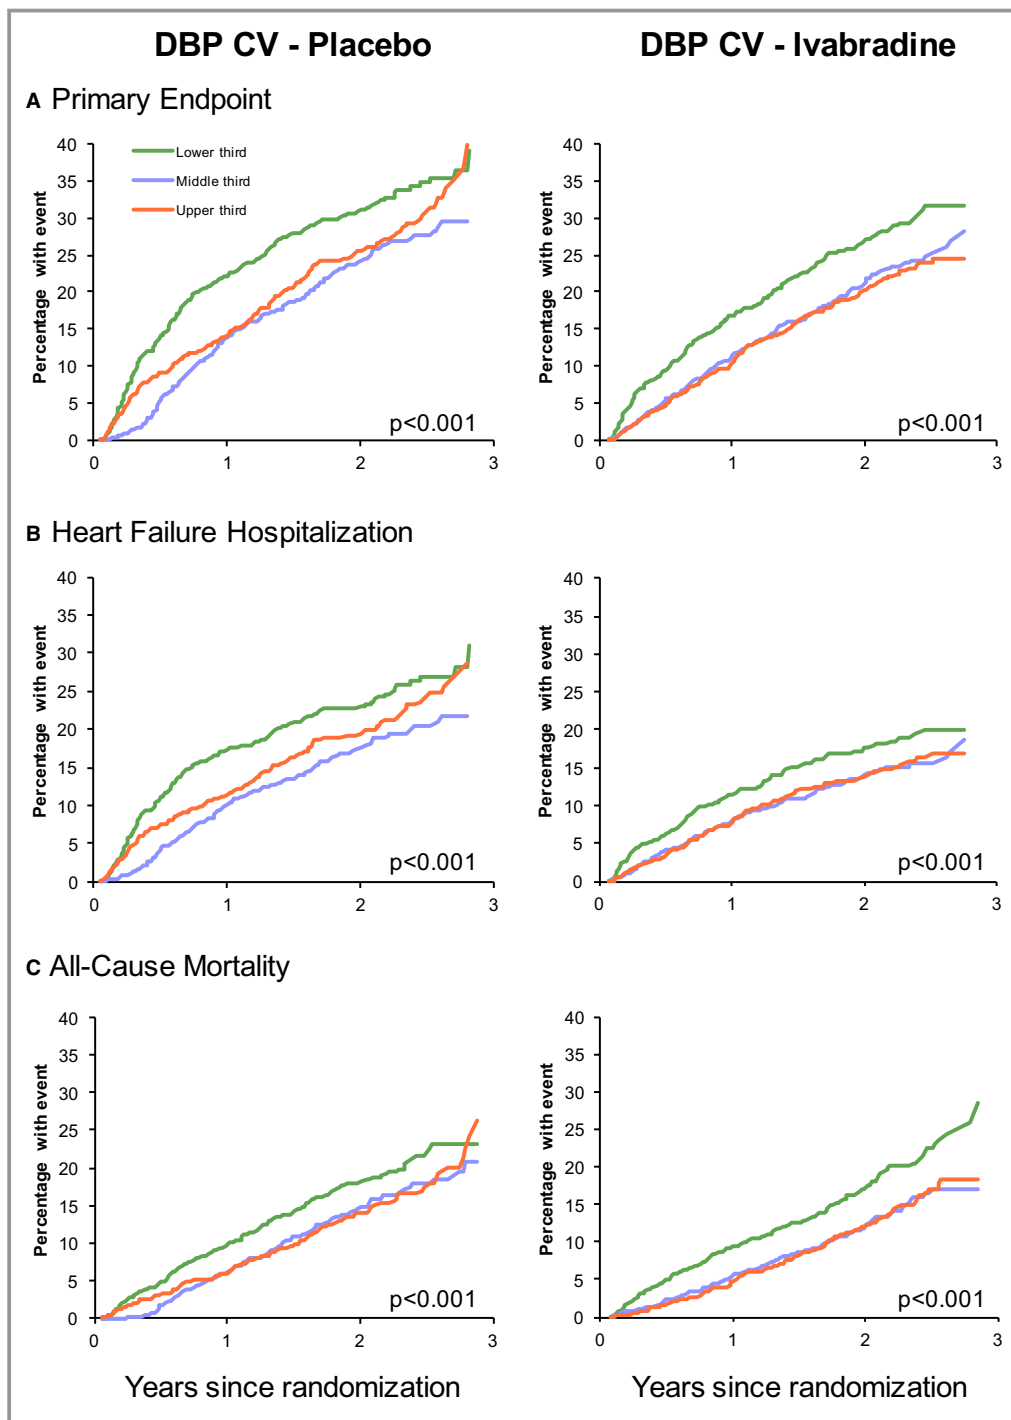 DBP CV - Placebo
DBP CV - Ivabradine
A Primary Endpoint
Percentage with event
40
35
30
25
20
15
10
5
0
Lower third
Middle third
Upper third
p<0.001
0 1 2 3
Percentage with event
40
35
30
25
20
15
10
5
0
p<0.001
0 1 2 3
B Heart Failure Hospitalization
Percentage with event
40
35
30
25
20
15
10
5
0
p<0.001
0 1 2 3
Percentage with event
40
35
30
25
20
15
10
5
0
p<0.001
0 1 2 3
C All-Cause Mortality
Percentage with event
40
35
30
25
20
15
10
5
0
p<0.001
0 1 2 3
Years since randomization
Percentage with event
40
35
30
25
20
15
10
5
0
p<0.001
0 1 2 3
Years since randomization